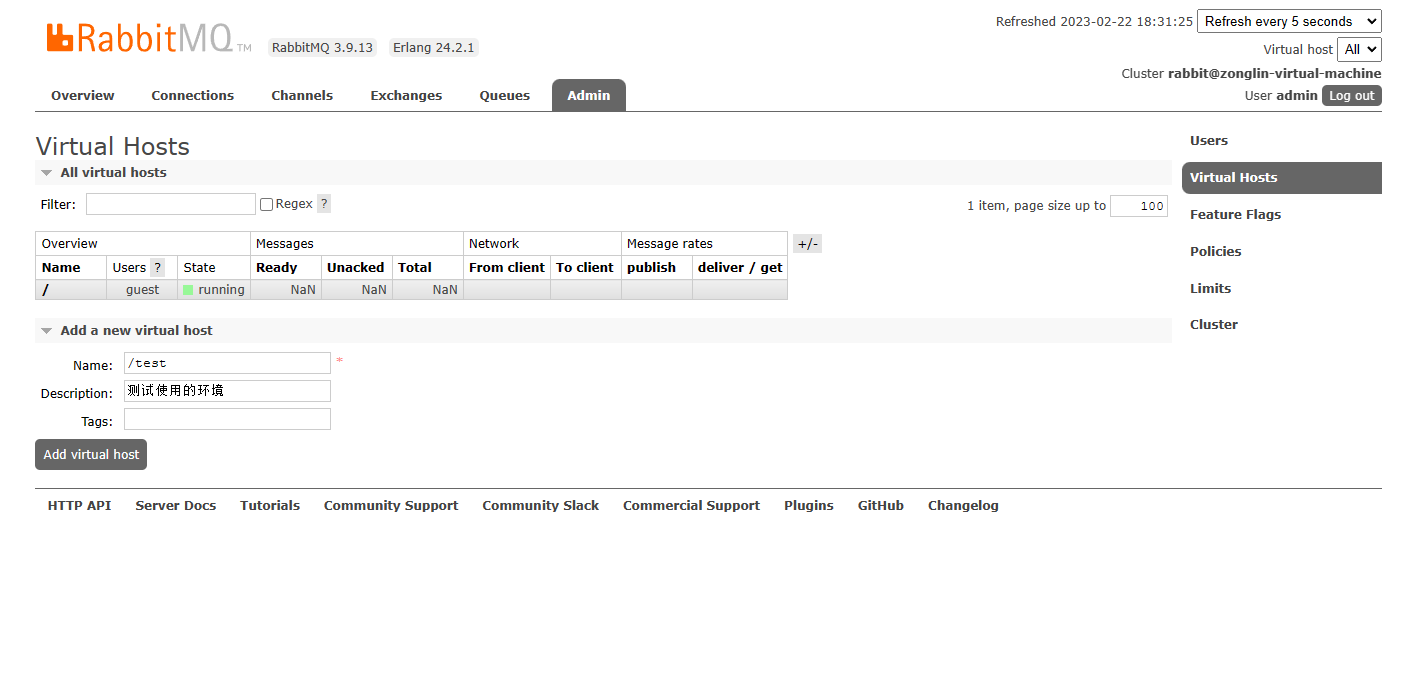 RabbitMQ TM RabbitMQ 3.9.13 Erlang 24.2.1
Refreshed 2023-02-22 18:31:25 Refresh every 5 seconds
Virtual host All
Cluster rabbit@zonglin-virtual-machine
User admin Log out
Overview Connections Channels Exchanges Queues Admin
Virtual Hosts
All virtual hosts
Filter: Regex ? 1 item, page size up to 100
Overview Messages Network Message rates +/-
Name Users ? State Ready Unacked Total From client To client publish deliver / get
/ guest running NaN NaN NaN
Add a new virtual host
Name: /test *
Description: 测试使用的环境
Tags:
Add virtual host
Users
Virtual Hosts
Feature Flags
Policies
Limits
Cluster
HTTP API Server Docs Tutorials Community Support Community Slack Commercial Support Plugins GitHub Changelog